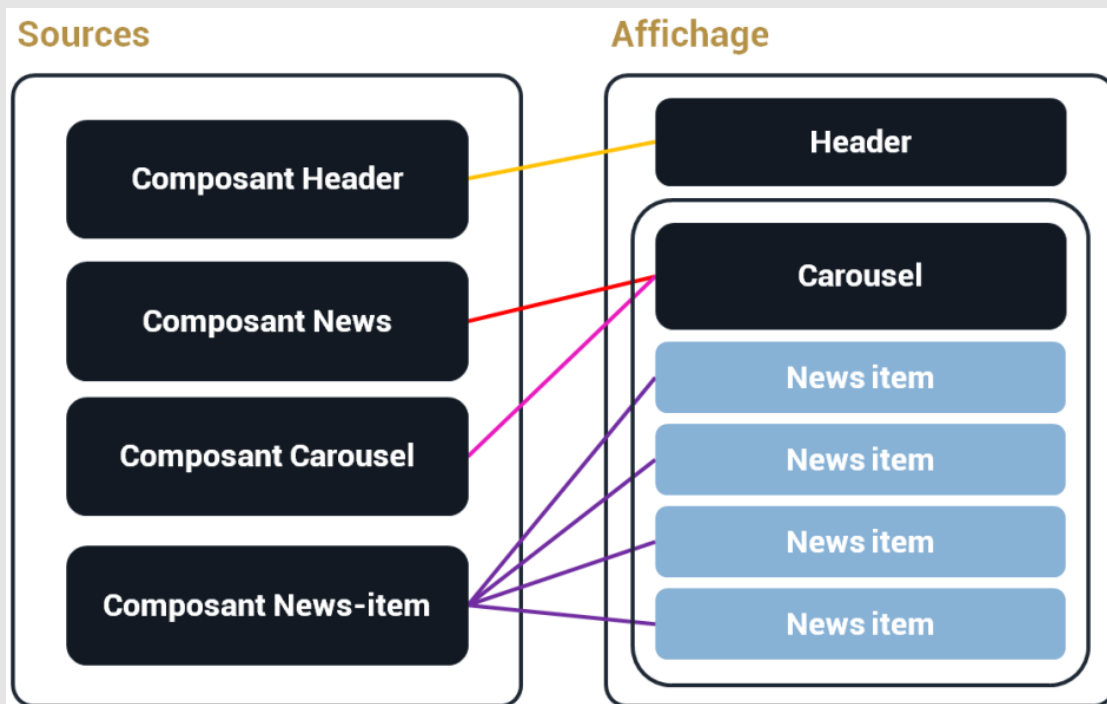 Sources
Composant Header
Composant News
Composant Carousel
Composant News-item
Affichage
Header
Carousel
News item
News item
News item
News item